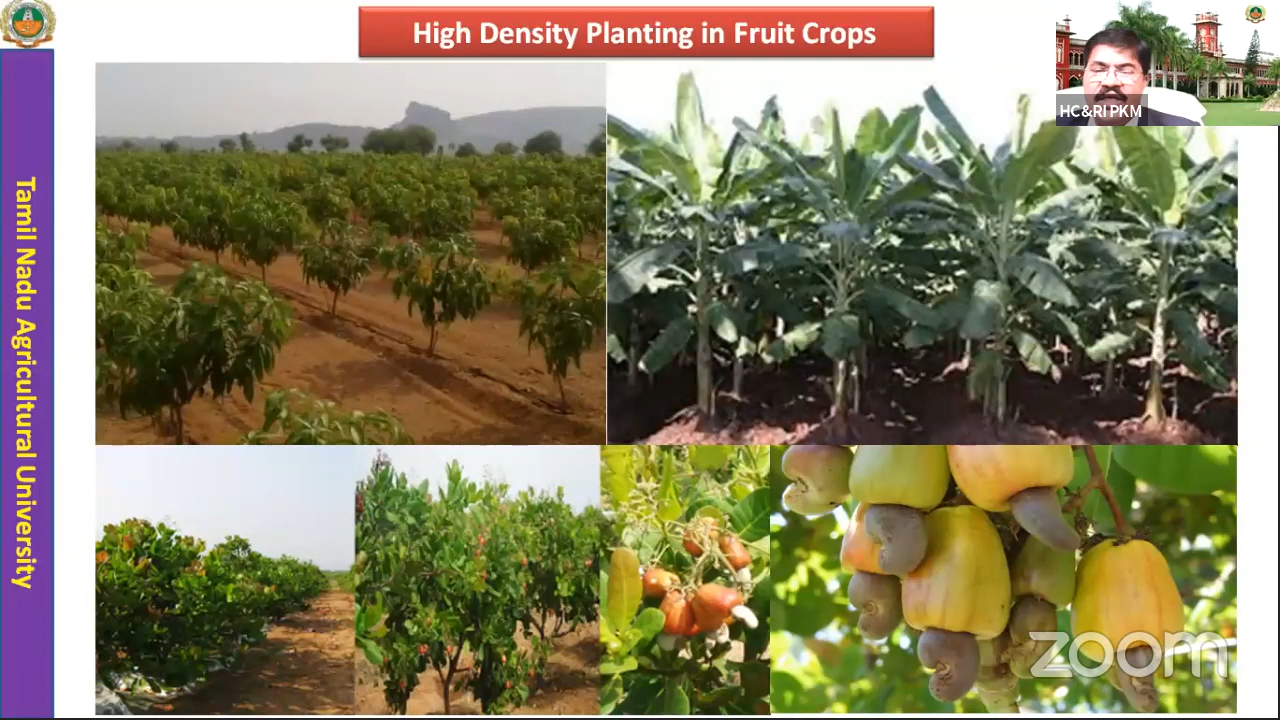 High Density Planting in Fruit Crops
HC&RI PKM
Tamil Nadu Agricultural University
zoom